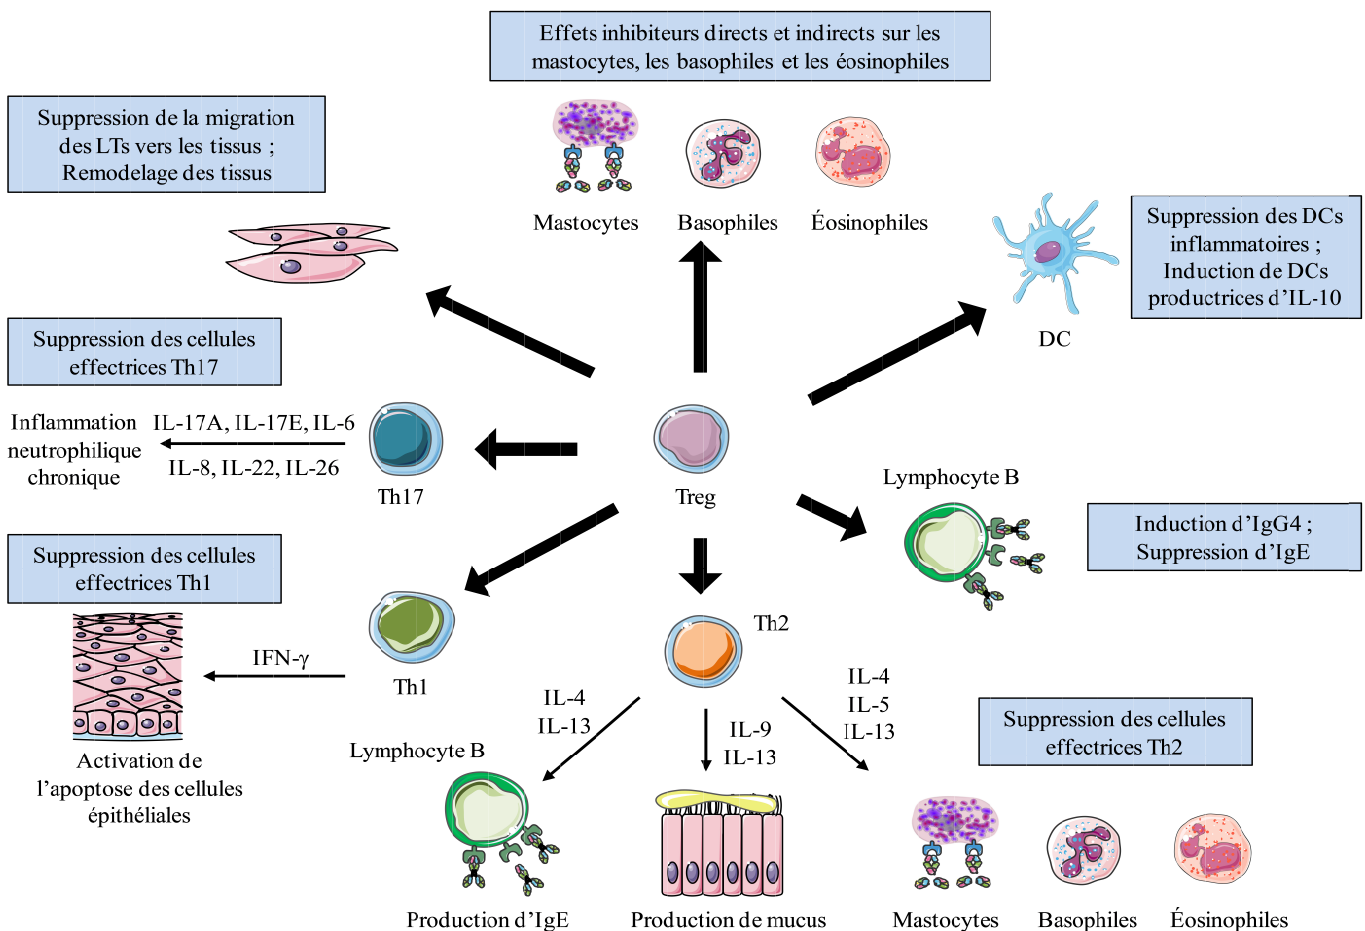 Effets inhibiteurs directs et indirects sur les
mastocytes, les basophiles et les éosinophiles
Suppression de la migration
des LTs vers les tissus ;
Remodelage des tissus
Mastocytes
Basophiles
Éosinophiles
Suppression des DCs
inflammatoires ;
Induction de DCs
productrices d'IL-10
DC
Suppression des cellules
effectrices Th17
Inflammation
neutrophilique
chronique
IL-17A, IL-17E, IL-6
IL-8, IL-22, IL-26
Th17
Treg
Lymphocyte B
Induction d'IgG4 ;
Suppression d'IgE
Suppression des cellules
effectrices Th1
IFN-γ
Th1
Activation de
l'apoptose des cellules
épithéliales
Th2
IL-4
IL-13
IL-9
IL-13
IL-4
IL-5
IL-13
Suppression des cellules
effectrices Th2
Lymphocyte B
Production d'IgE
Production de mucus
Mastocytes
Basophiles
Éosinophiles